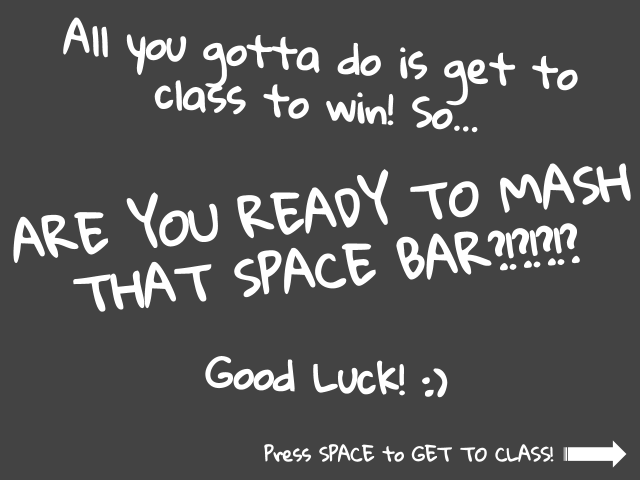 All you gotta do is get to
class to win! So...
ARE YOU READY TO MASH
THAT SPACE BAR?!?!?!?
Good Luck! :)
Press SPACE to GET TO CLASS!